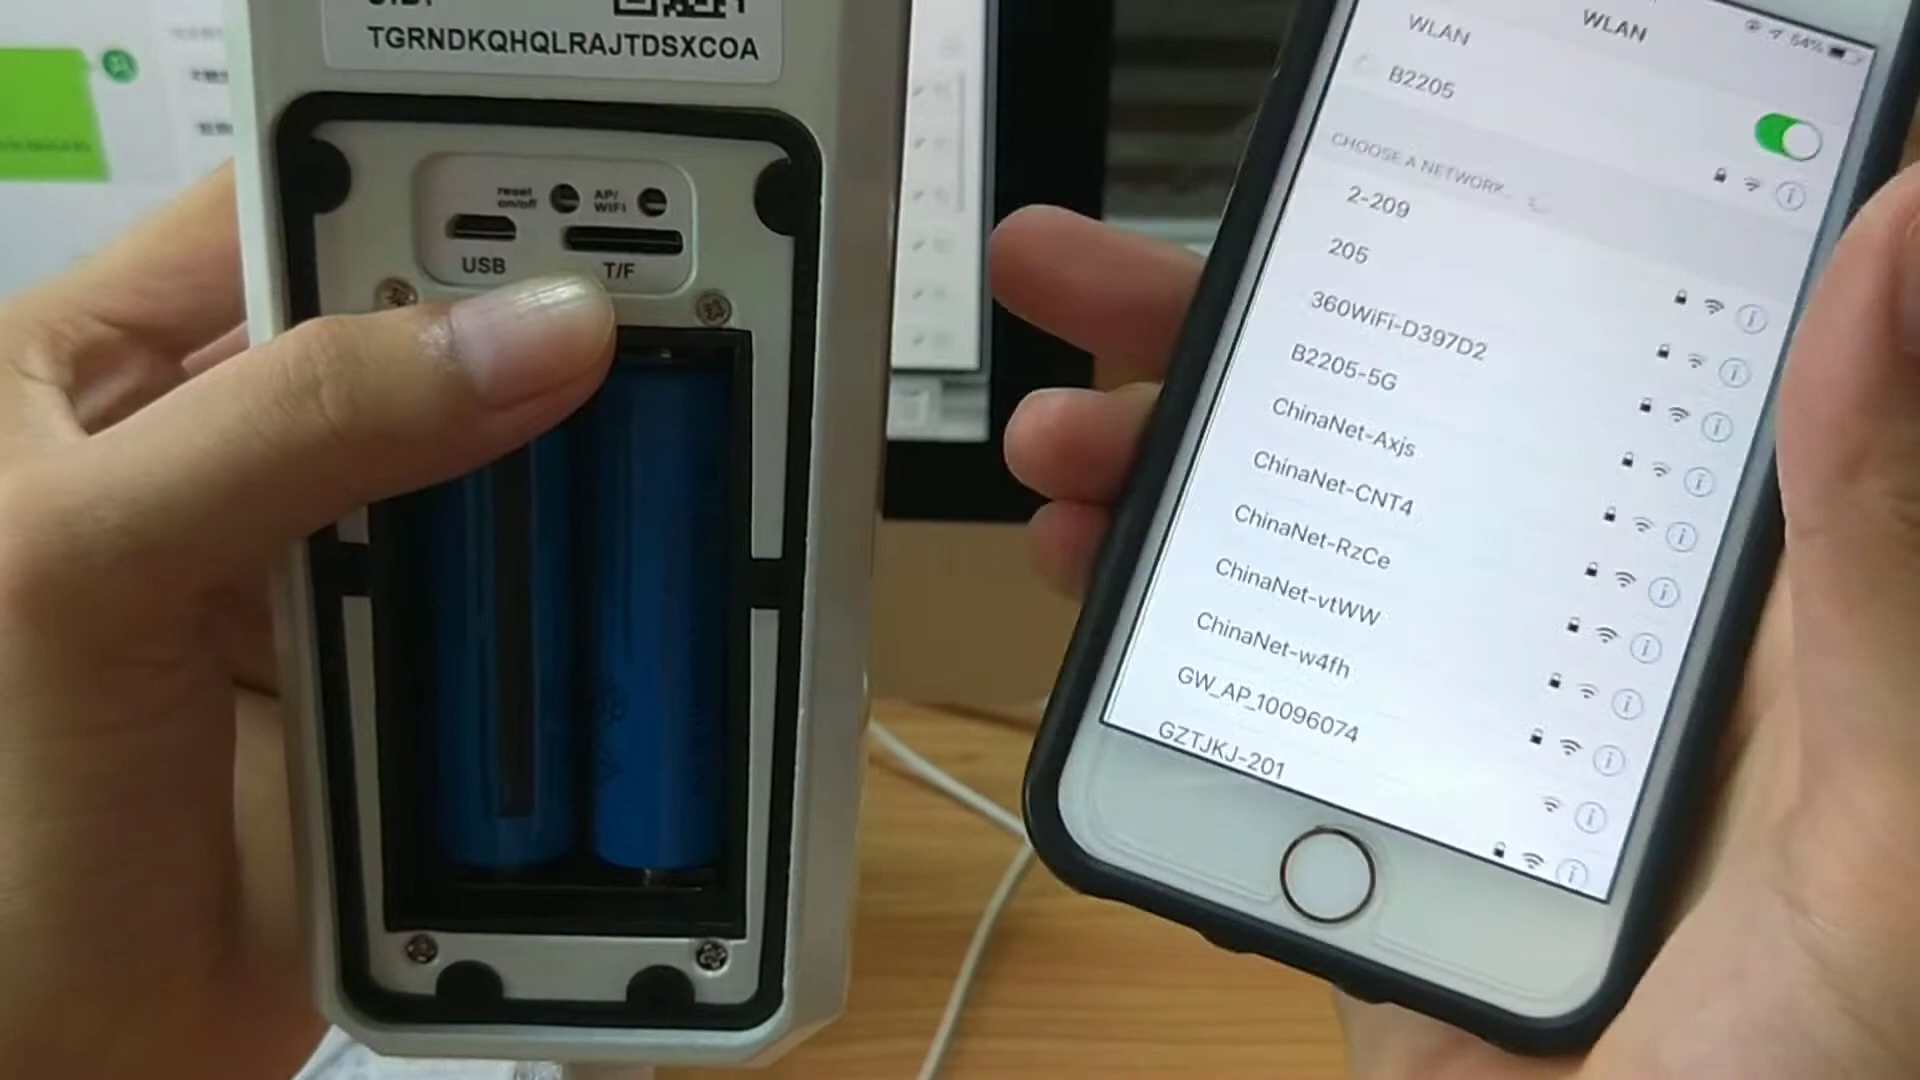 TGRNDKQHQLRAJTDSXCOA
reset
on/off
AP/
WIFI
USB
T/F
WLAN
54%
WLAN
B2205
CHOOSE A NETWORK...
2-209
205
360WiFi-D397D2
B2205-5G
ChinaNet-Axjs
ChinaNet-CNT4
ChinaNet-RzCe
ChinaNet-vtWW
ChinaNet-w4fh
GW_AP_10096074
GZTJKJ-201